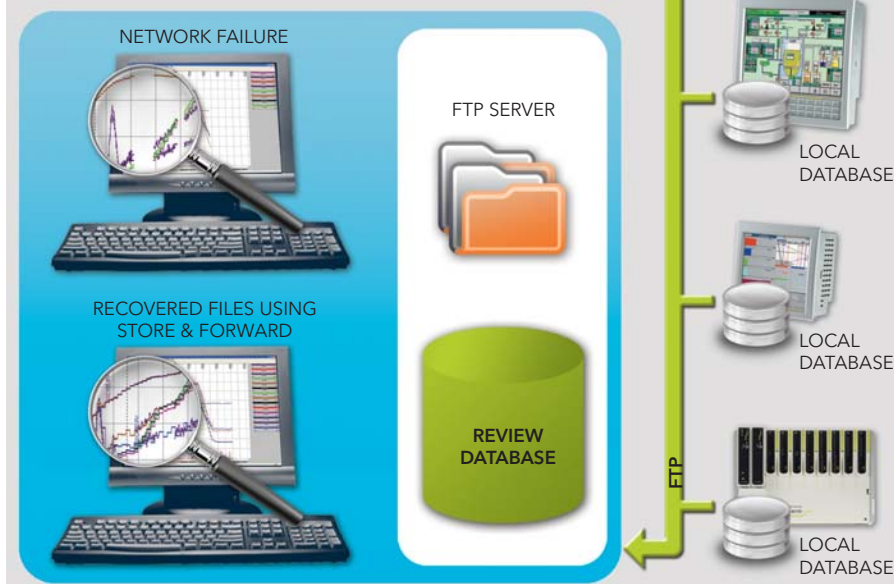 NETWORK FAILURE
FTP SERVER
LOCAL
DATABASE
RECOVERED FILES USING
STORE & FORWARD
LOCAL
DATABASE
REVIEW
DATABASE
FTP
LOCAL
DATABASE